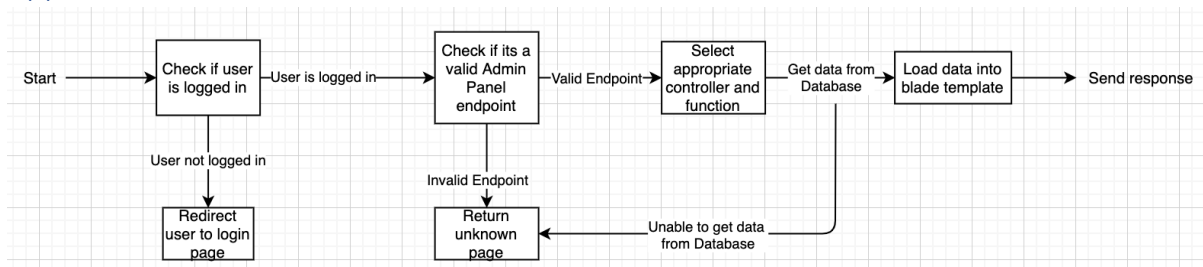 Start
Check if user
is logged in
User is logged in
Check if its a
valid Admin
Panel
endpoint
Valid Endpoint
Select
appropriate
controller and
function
Get data from
Database
Load data into
blade template
Send response
User not logged in
Invalid Endpoint
Redirect
user to login
page
Return
unknown
page
Unable to get data
from Database